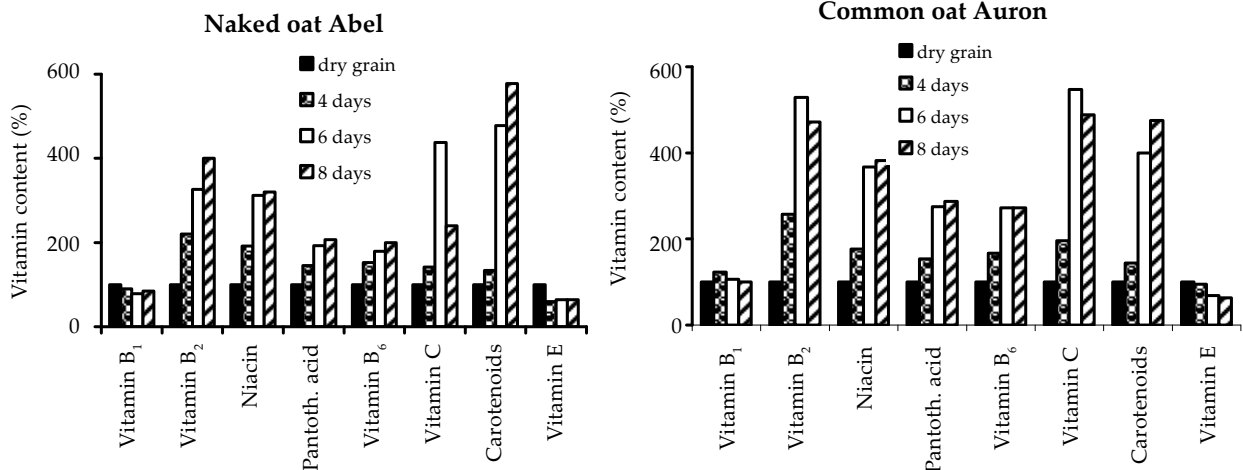 Naked oat Abel
Vitamin content (%)
600
400
200
0
dry grain
4 days
6 days
8 days
Vitamin B₁
Vitamin B₂
Niacin
Pantoth. acid
Vitamin B₆
Vitamin C
Carotenoids
Vitamin E
Common oat Auron
Vitamin content (%)
600
400
200
0
dry grain
4 days
6 days
8 days
Vitamin B₁
Vitamin B₂
Niacin
Pantoth. acid
Vitamin B₆
Vitamin C
Carotenoids
Vitamin E